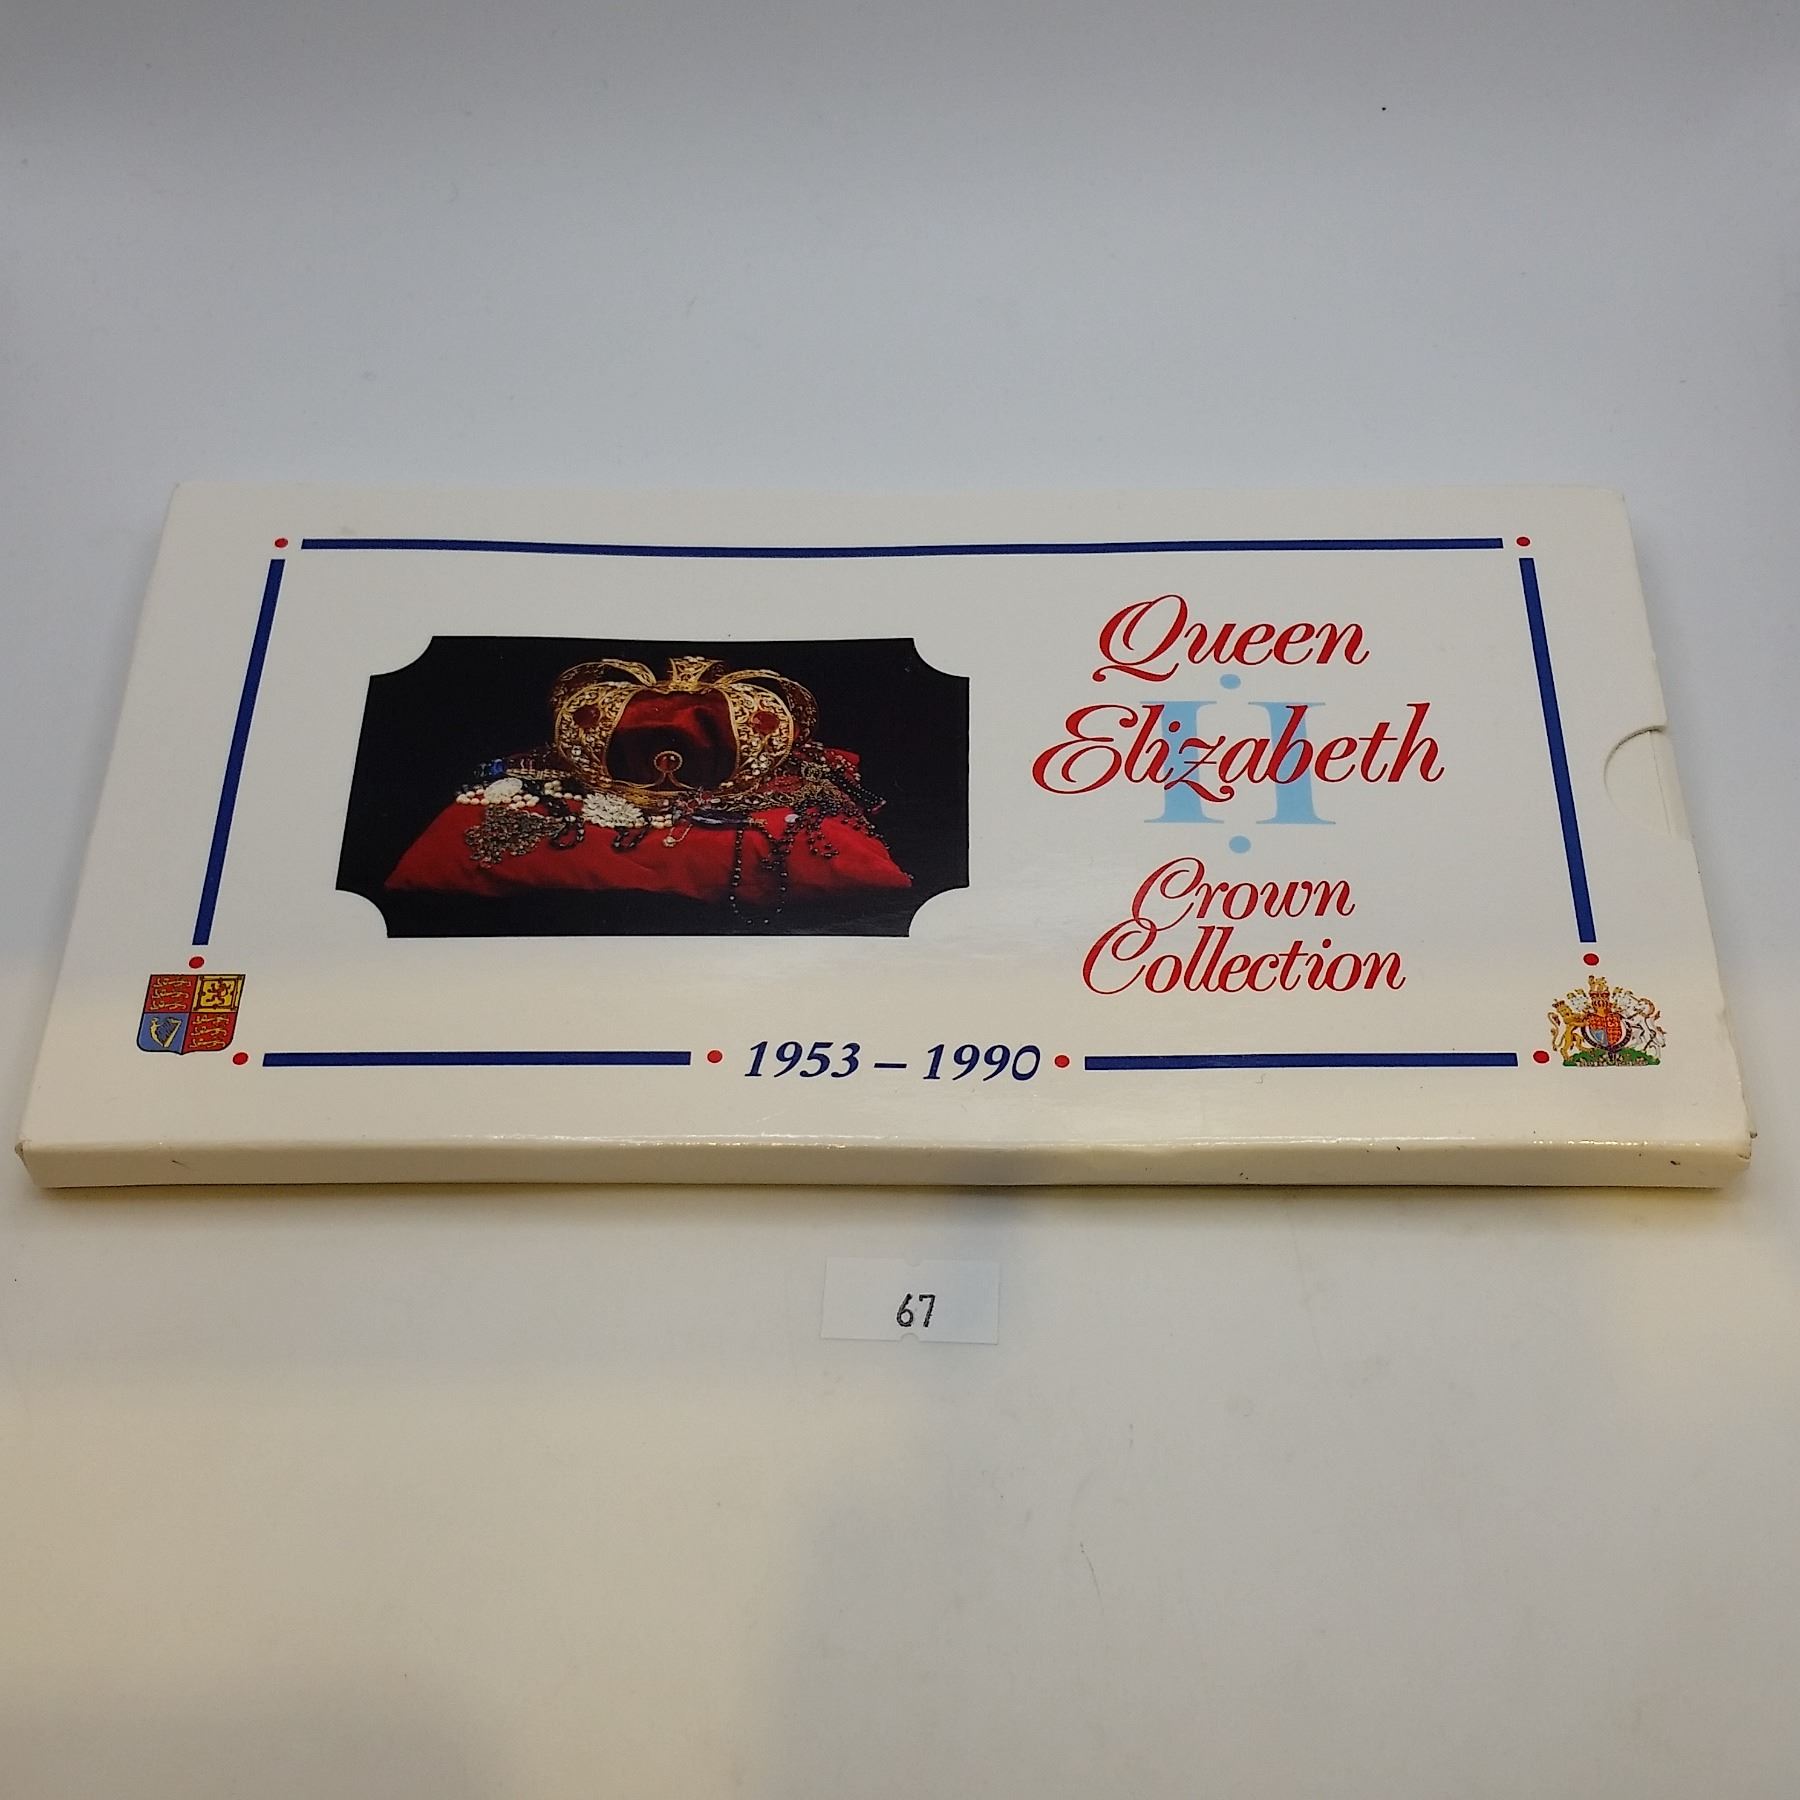 Queen
Elizabeth
II
Crown
Collection
1953 – 1990
67